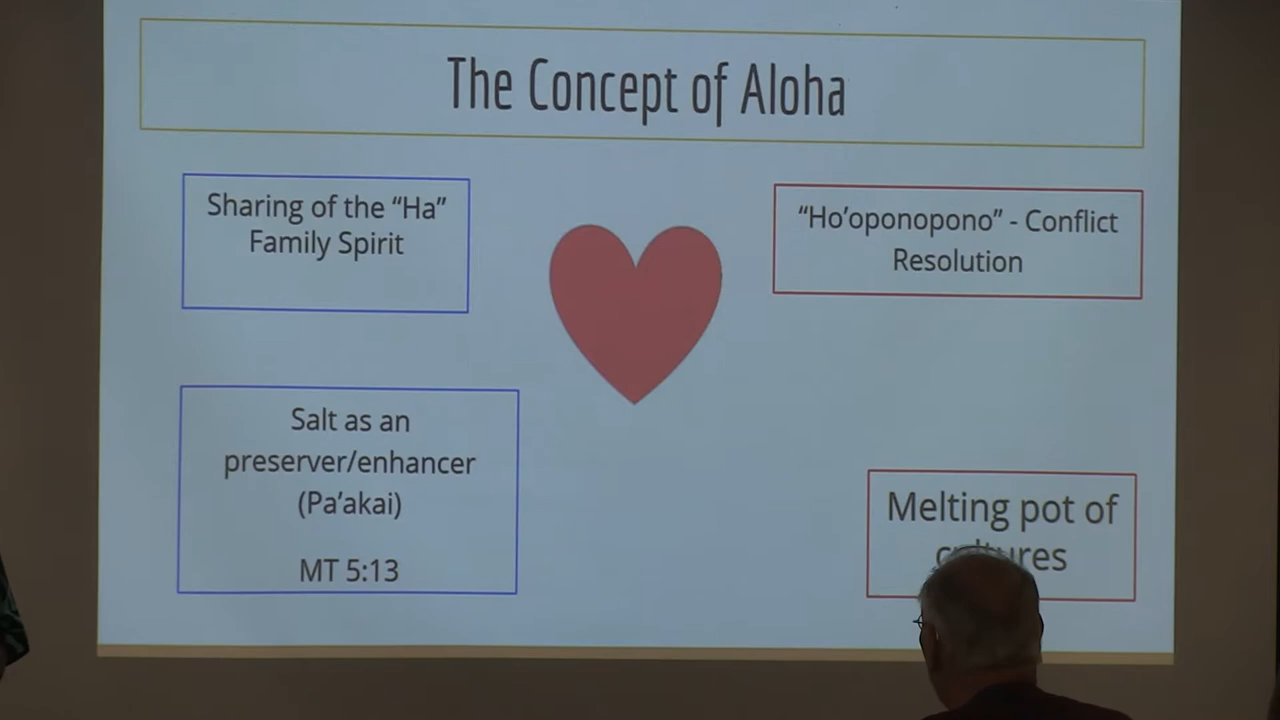 The Concept of Aloha
Sharing of the “Ha”
Family Spirit
“Ho’oponopono” - Conflict
Resolution
Salt as an
preserver/enhancer
(Pa’akai)
MT 5:13
Melting pot of
cultures